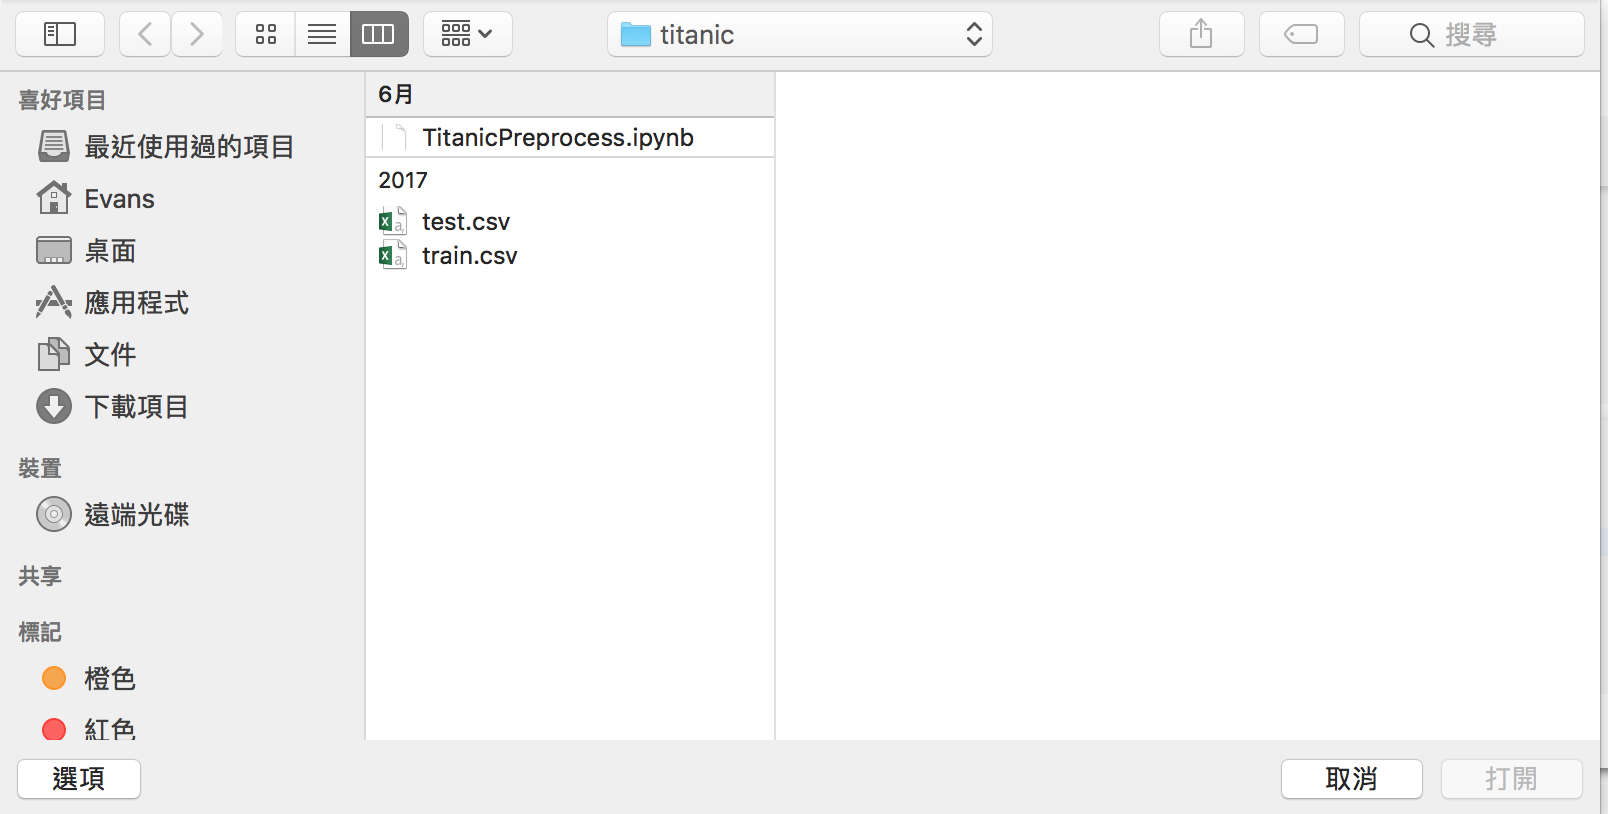 titanic
搜尋
喜好項目
最近使用過的項目
Evans
桌面
應用程式
文件
下載項目
裝置
遠端光碟
共享
標記
橙色
紅色
6月
TitanicPreprocess.ipynb
2017
test.csv
train.csv
選項
取消
打開